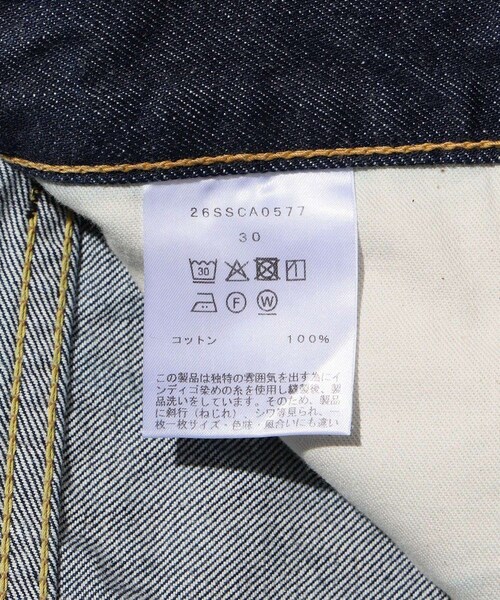 26SSCA0577
30
30
F W
コットン 100%
この製品は独特の雰囲気を出す為にイ
ンディゴ染めの糸を使用し縫製後、製
品洗いをしています。そのため、製品
に斜行（ねじれ）、シワ等見られ、一
枚一枚サイズ・色味・風合いにも違い